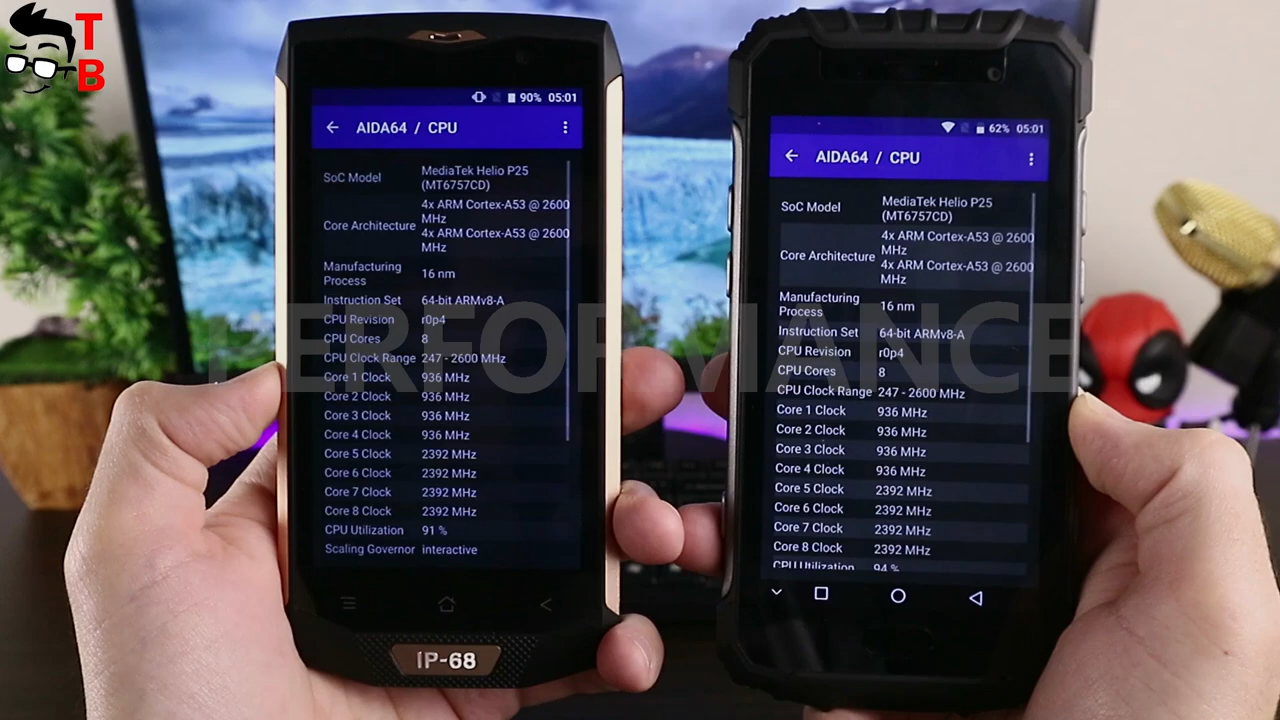 T
B
90% 05:01
AIDA64 / CPU
SoC Model MediaTek Helio P25
(MT6757CD)
Core Architecture 4x ARM Cortex-A53 @ 2600
MHz
4x ARM Cortex-A53 @ 2600
MHz
Manufacturing
Process 16 nm
Instruction Set 64-bit ARMv8-A
CPU Revision r0p4
CPU Cores 8
CPU Clock Range 247 - 2600 MHz
Core 1 Clock 936 MHz
Core 2 Clock 936 MHz
Core 3 Clock 936 MHz
Core 4 Clock 936 MHz
Core 5 Clock 2392 MHz
Core 6 Clock 2392 MHz
Core 7 Clock 2392 MHz
Core 8 Clock 2392 MHz
CPU Utilization 91 %
Scaling Governor interactive
IP-68
62% 05:01
AIDA64 / CPU
SoC Model MediaTek Helio P25
(MT6757CD)
Core Architecture 4x ARM Cortex-A53 @ 2600
MHz
4x ARM Cortex-A53 @ 2600
MHz
Manufacturing
Process 16 nm
Instruction Set 64-bit ARMv8-A
CPU Revision r0p4
CPU Cores 8
CPU Clock Range 247 - 2600 MHz
Core 1 Clock 936 MHz
Core 2 Clock 936 MHz
Core 3 Clock 936 MHz
Core 4 Clock 936 MHz
Core 5 Clock 2392 MHz
Core 6 Clock 2392 MHz
Core 7 Clock 2392 MHz
Core 8 Clock 2392 MHz
CPU Utilization 94 %
PERFORMANCE